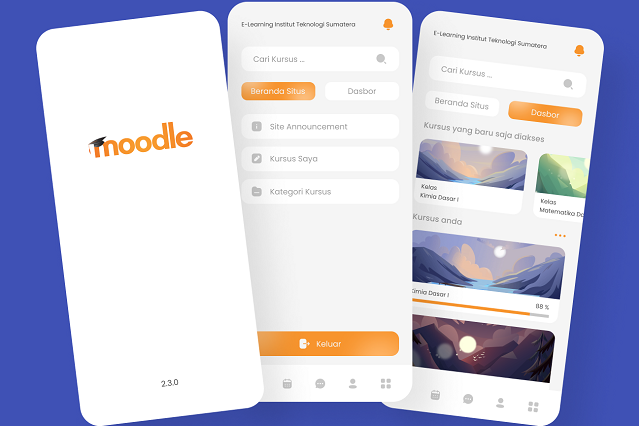 moodle
2.3.0
E-Learning Institut Teknologi Sumatera
Cari Kursus ...
Beranda Situs
Dasbor
Site Announcement
Kursus Saya
Kategori Kursus
Keluar
E-Learning Institut Teknologi Sumatera
Cari Kursus ...
Beranda Situs
Dasbor
Kursus yang baru saja diakses
Kelas
Kimia Dasar I
Kelas
Matematika Da
Kursus anda
Kimia Dasar I
88 %